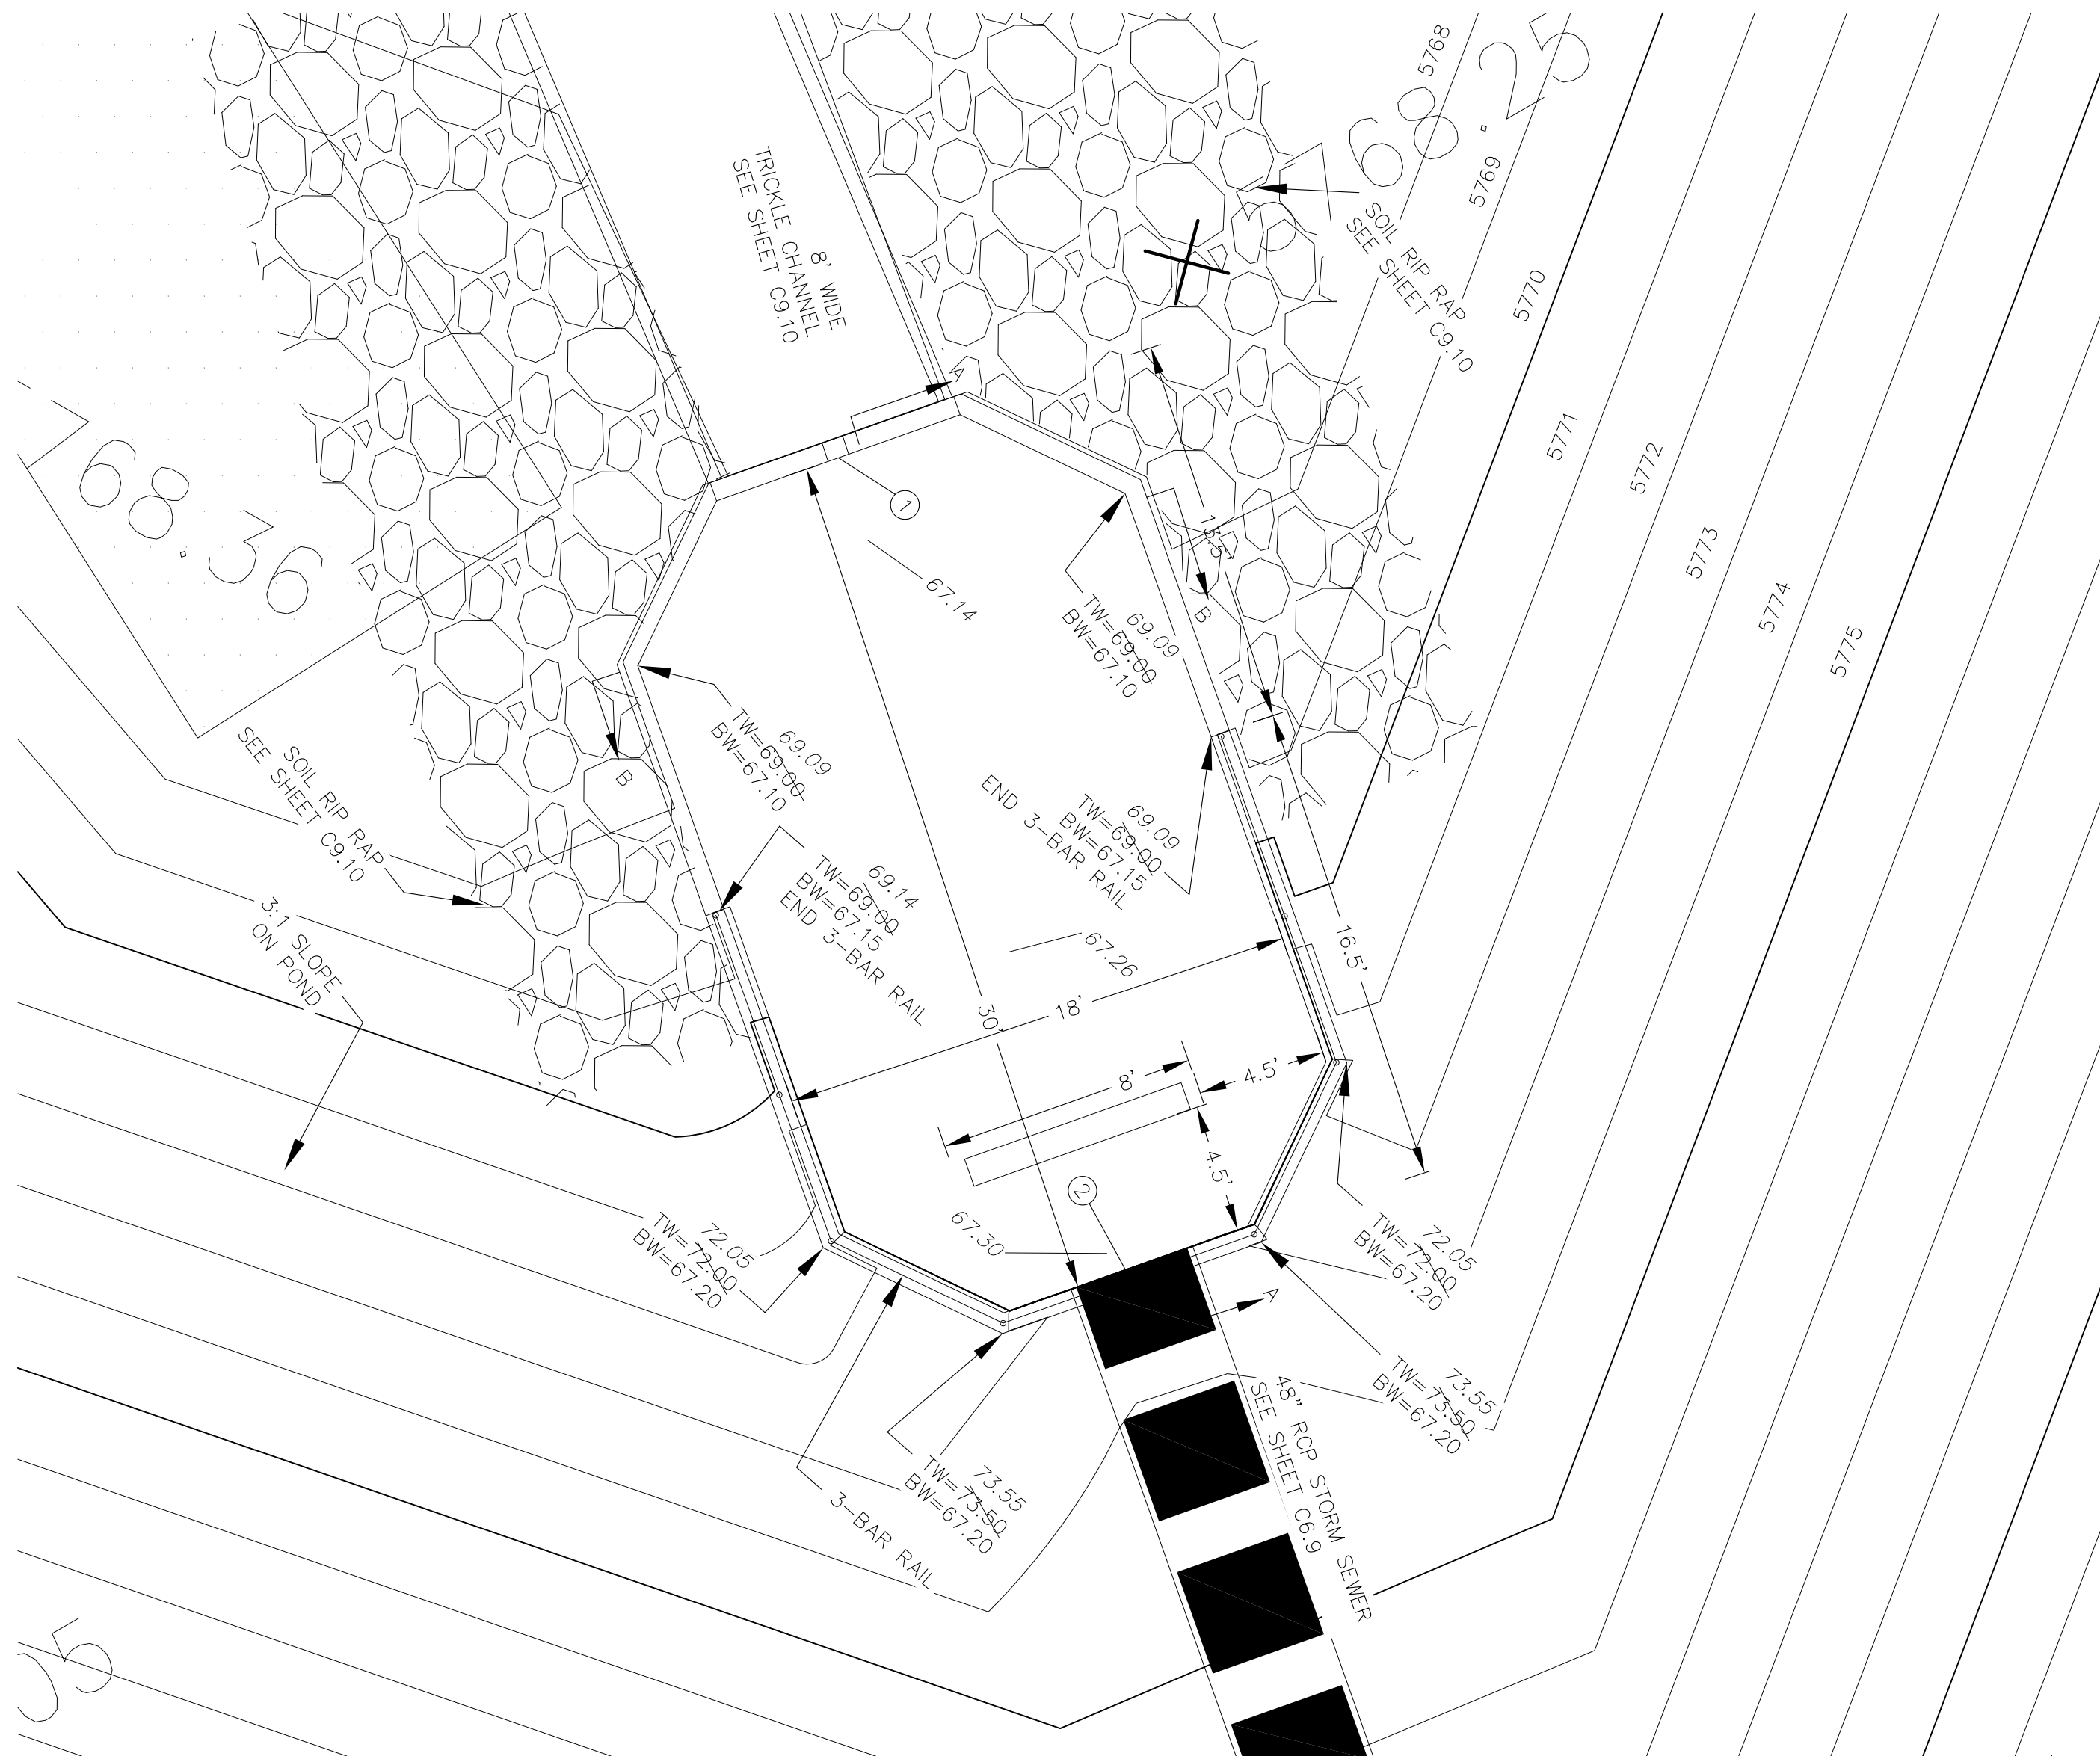 5768
68.25
5769
768.36
8' WIDE
TRICKLE CHANNEL
SEE SHEET C9.10
SOIL RIP RAP
SEE SHEET C9.10
5770
5771
5772
5773
5774
5775
A
1
67.14
15.5'
B
69.09
TW=69.00
BW=67.10
69.09
TW=69.00
BW=67.10
B
SOIL RIP RAP
SEE SHEET C9.10
3:1 SLOPE
ON POND
69.14
TW=69.00
BW=67.15
END 3-BAR RAIL
69.09
TW=69.00
BW=67.15
END 3-BAR RAIL
67.26
16.5'
30'
18'
8'
4.5'
4.5'
2
67.30
72.05
TW=72.00
BW=67.20
72.05
TW=72.00
BW=67.20
A
73.55
TW=73.50
BW=67.20
73.55
TW=73.50
BW=67.20
3-BAR RAIL
48" RCP STORM SEWER
SEE SHEET C6.9
05